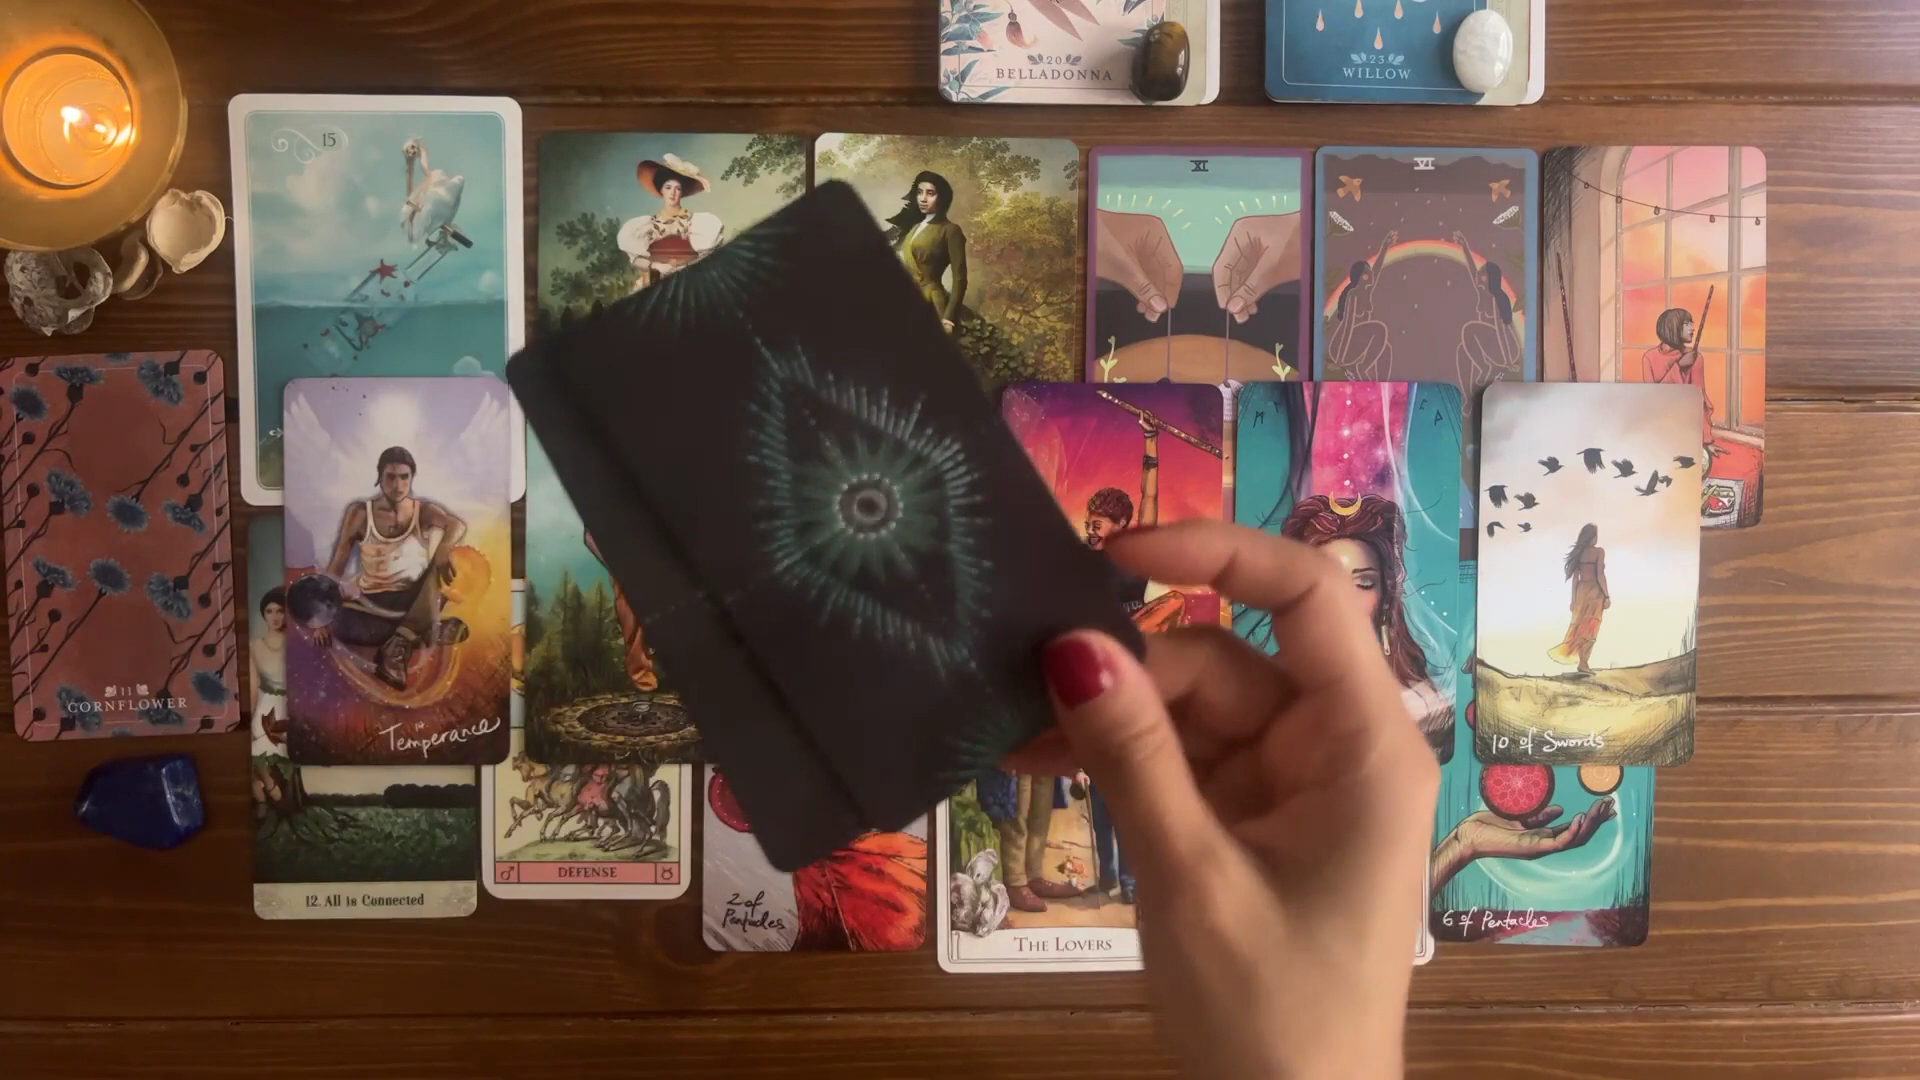 20
BELLADONNA
23
WILLOW
15
XI
VI
11
CORNFLOWER
14
Temperance
10 of Swords
DEFENSE
12. All is Connected
2 of
Pentacles
THE LOVERS
6 of Pentacles